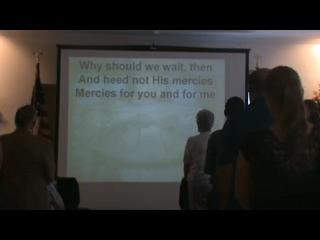 Why should we wait, then
And heed not His mercies
Mercies for you and for me